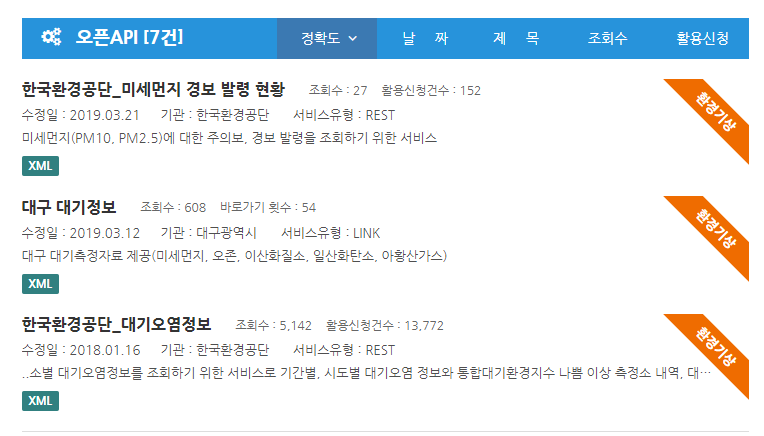 오픈API [7건] 정확도 날 짜 제 목 조회수 활용신청
한국환경공단_미세먼지 경보 발령 현황 조회수 : 27 활용신청건수 : 152
환경기상
수정일 : 2019.03.21 기관 : 한국환경공단 서비스유형 : REST
미세먼지(PM10, PM2.5)에 대한 주의보, 경보 발령을 조회하기 위한 서비스
XML
대구 대기정보 조회수 : 608 바로가기 횟수 : 54
환경기상
수정일 : 2019.03.12 기관 : 대구광역시 서비스유형 : LINK
대구 대기측정자료 제공(미세먼지, 오존, 이산화질소, 일산화탄소, 아황산가스)
XML
한국환경공단_대기오염정보 조회수 : 5,142 활용신청건수 : 13,772
환경기상
수정일 : 2018.01.16 기관 : 한국환경공단 서비스유형 : REST
..소별 대기오염정보를 조회하기 위한 서비스로 기간별, 시도별 대기오염 정보와 통합대기환경지수 나쁨 이상 측정소 내역, 대…
XML